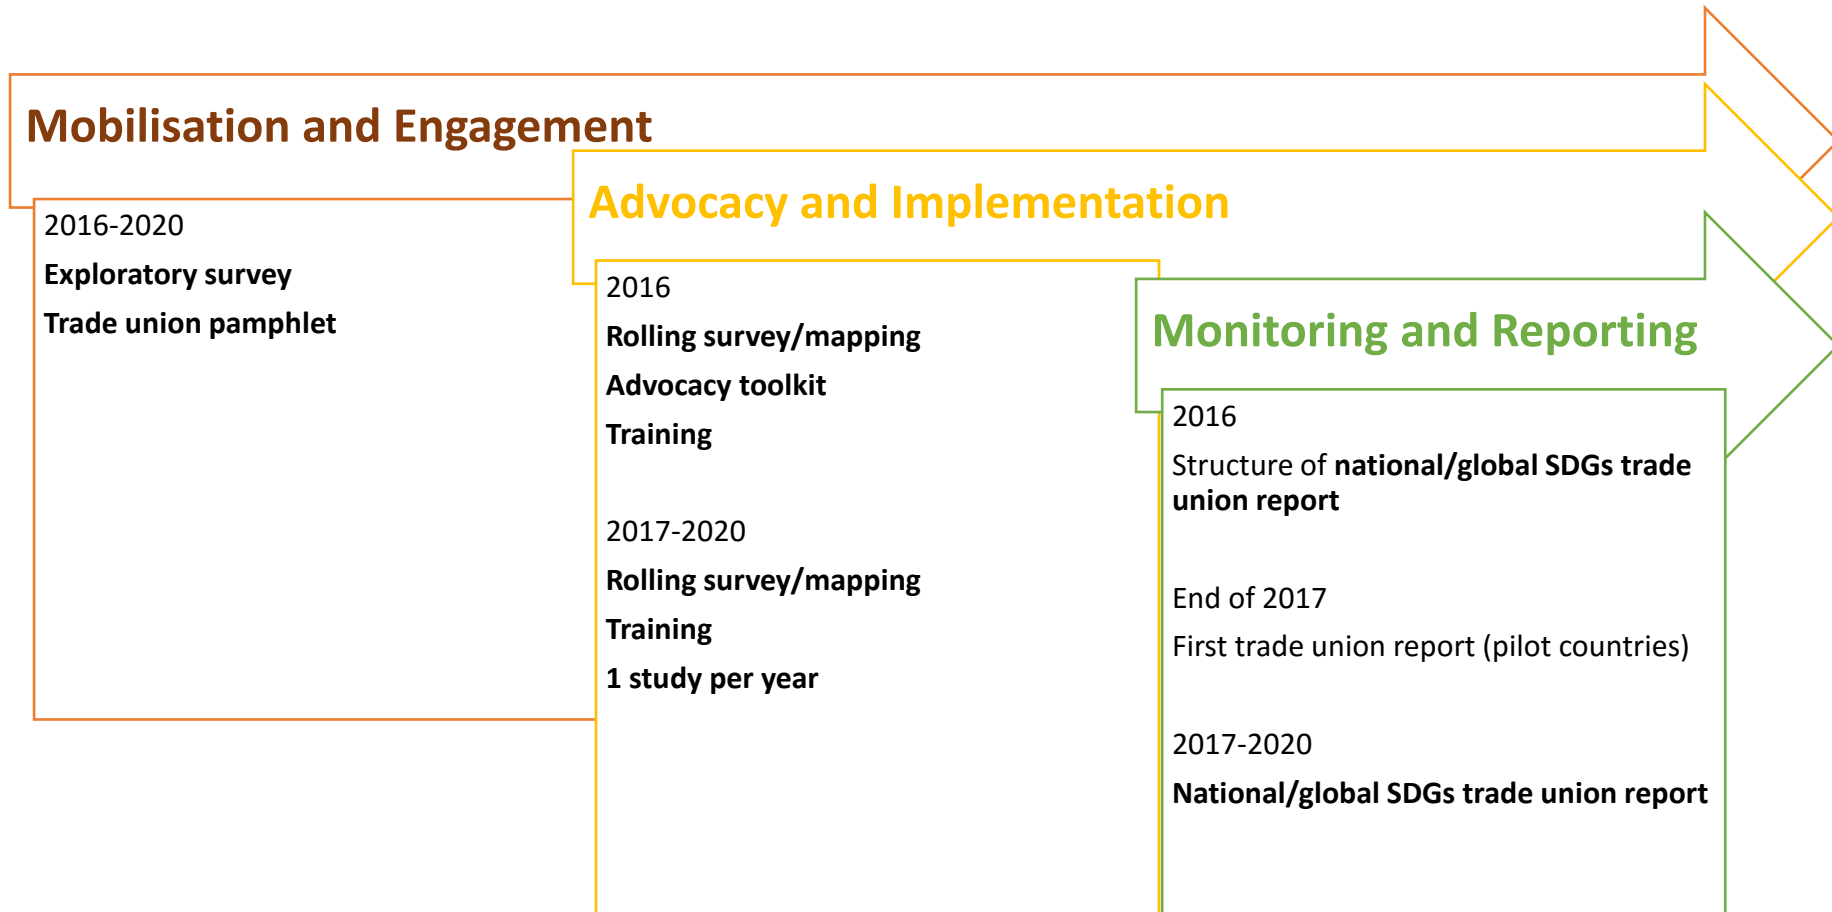 Mobilisation and Engagement
2016-2020
Exploratory survey
Trade union pamphlet
Advocacy and Implementation
2016
Rolling survey/mapping
Advocacy toolkit
Training
2017-2020
Rolling survey/mapping
Training
1 study per year
Monitoring and Reporting
2016
Structure of national/global SDGs trade
union report
End of 2017
First trade union report (pilot countries)
2017-2020
National/global SDGs trade union report